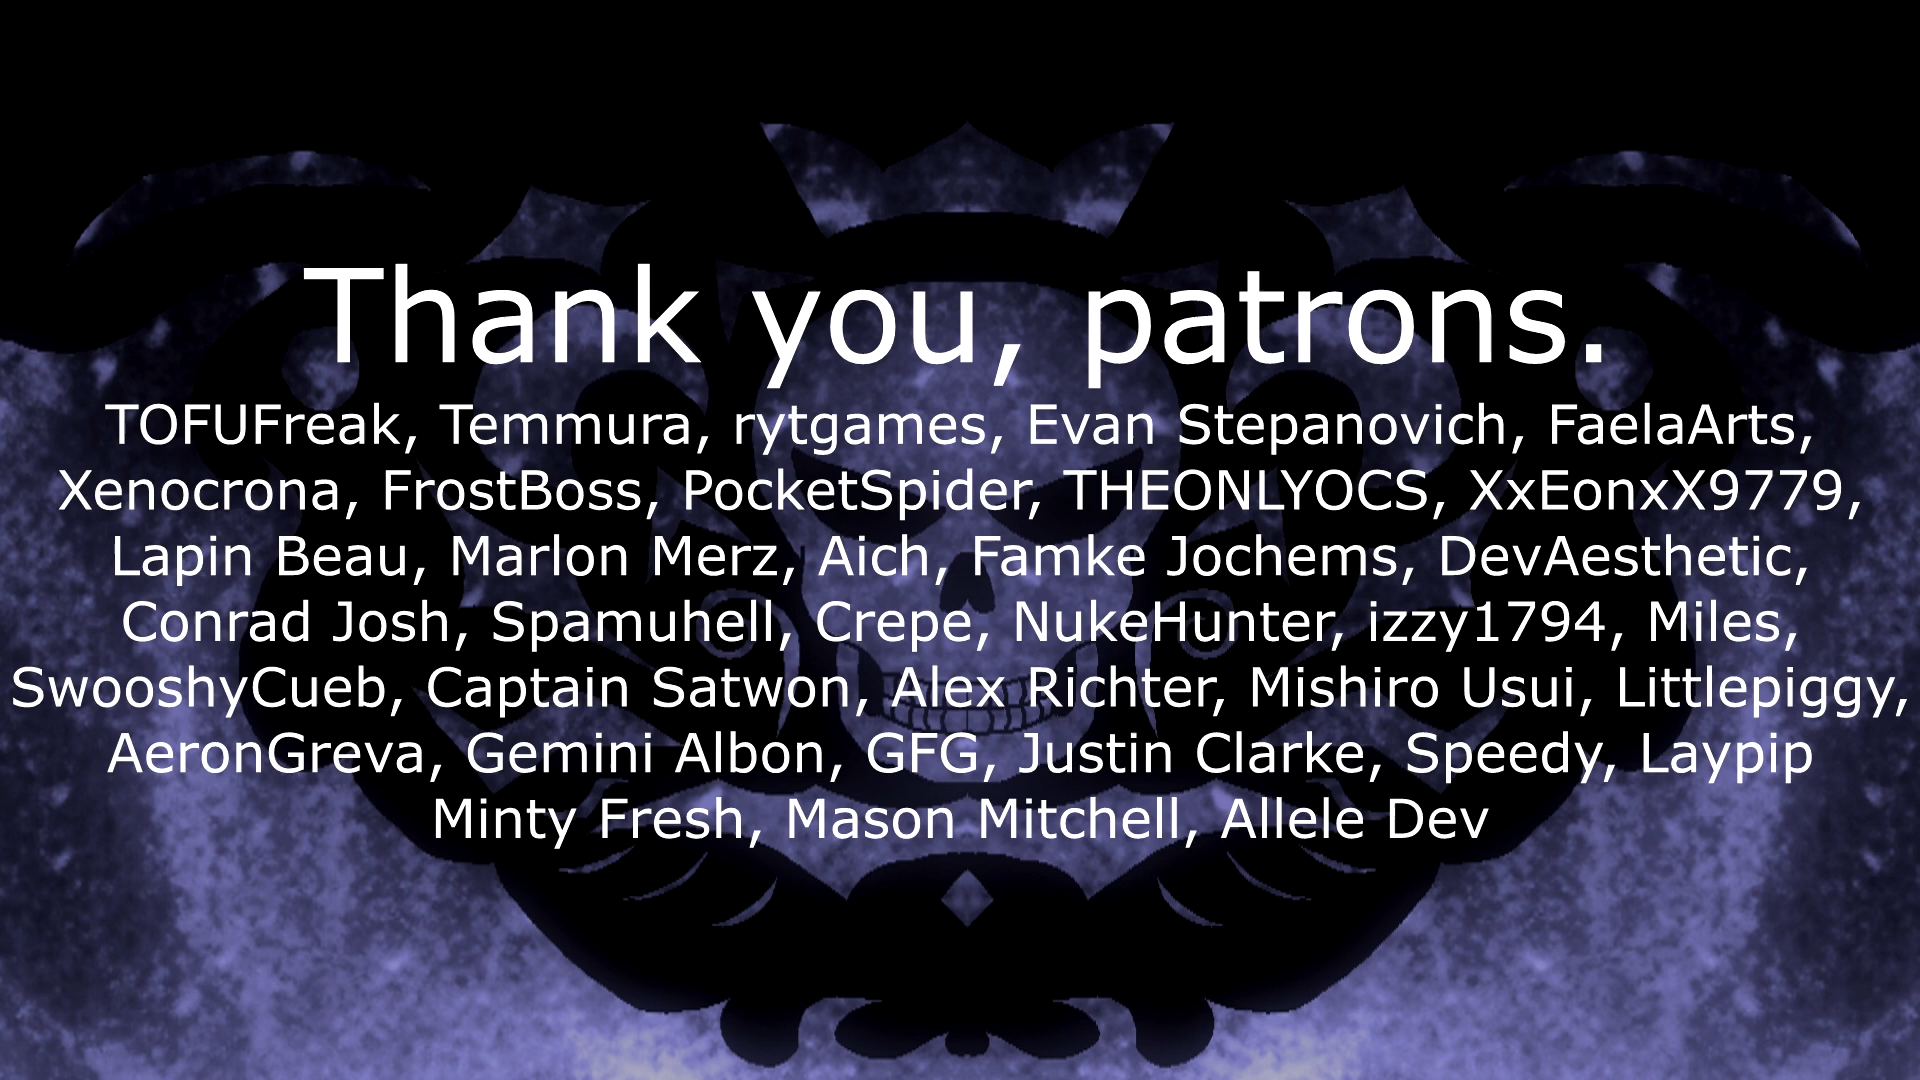 Thank you, patrons.
TOFUFreak, Temmura, rytgames, Evan Stepanovich, FaelaArts,
Xenocrona, FrostBoss, PocketSpider, THEONLYOCS, XxEonxX9779,
Lapin Beau, Marlon Merz, Aich, Famke Jochems, DevAesthetic,
Conrad Josh, Spamuhell, Crepe, NukeHunter, izzy1794, Miles,
SwooshyCueb, Captain Satwon, Alex Richter, Mishiro Usui, Littlepiggy,
AeronGreva, Gemini Albon, GFG, Justin Clarke, Speedy, Laypip
Minty Fresh, Mason Mitchell, Allele Dev